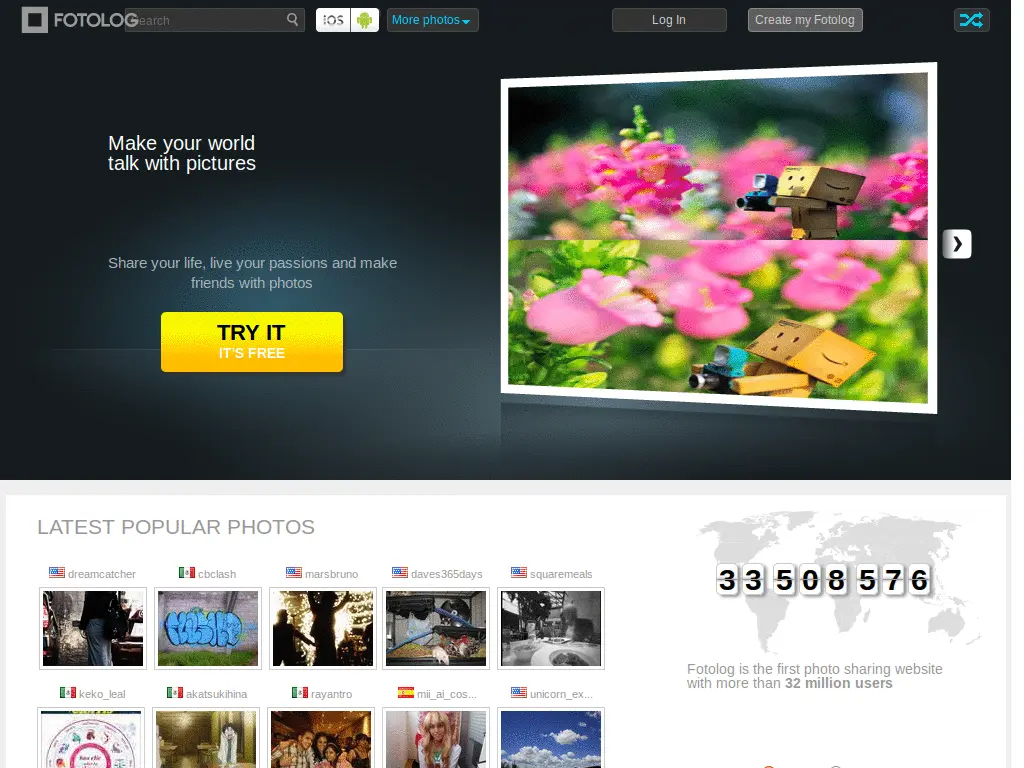 FOTOLOG
Search
iOS
More photos
Log In
Create my Fotolog
Make your world
talk with pictures
Share your life, live your passions and make
friends with photos
TRY IT
IT'S FREE
LATEST POPULAR PHOTOS
dreamcatcher
cbclash
marsbruno
daves365days
squaremeals
33508576
keko_leal
akatsukihina
rayantro
mii_ai_cos...
unicorn_ex...
Fotolog is the first photo sharing website
with more than 32 million users